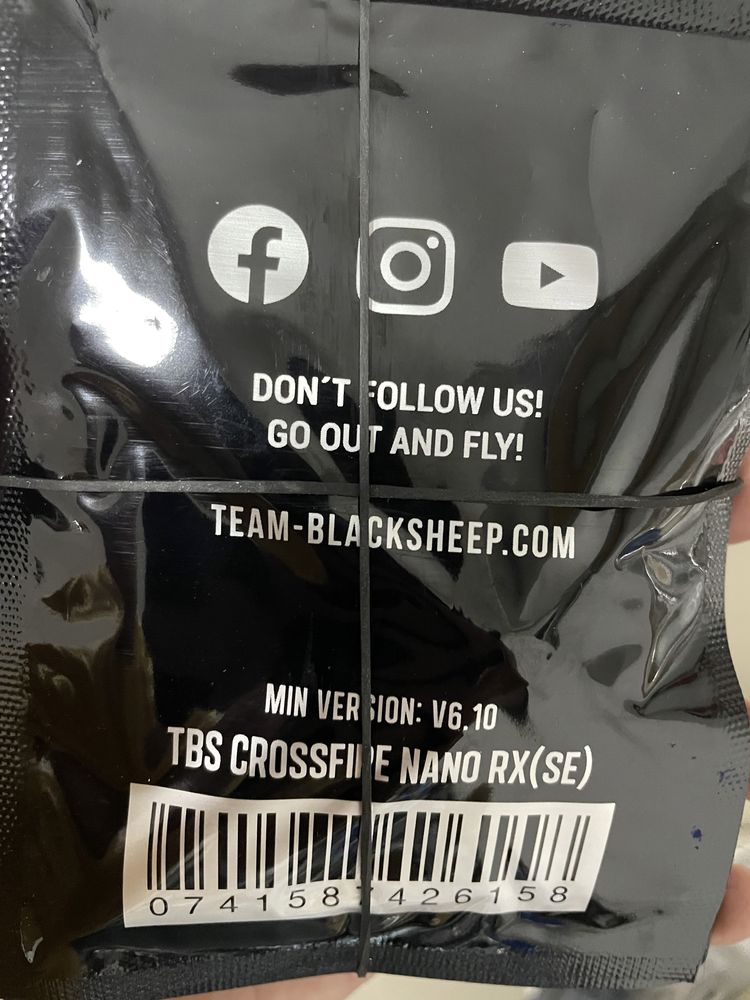 DON´T FOLLOW US!
GO OUT AND FLY!
TEAM-BLACKSHEEP.COM
MIN VERSION: V6.10
TBS CROSSFIRE NANO RX(SE)
0741587426158